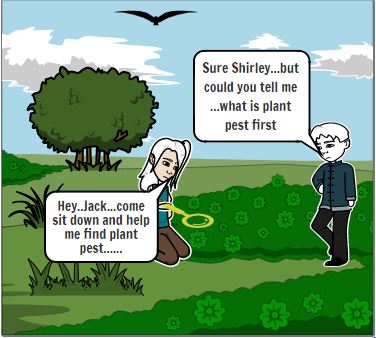 Sure Shirley...but
could you tell me
...what is plant
pest first
Hey..Jack...come
sit down and help
me find plant
pest......